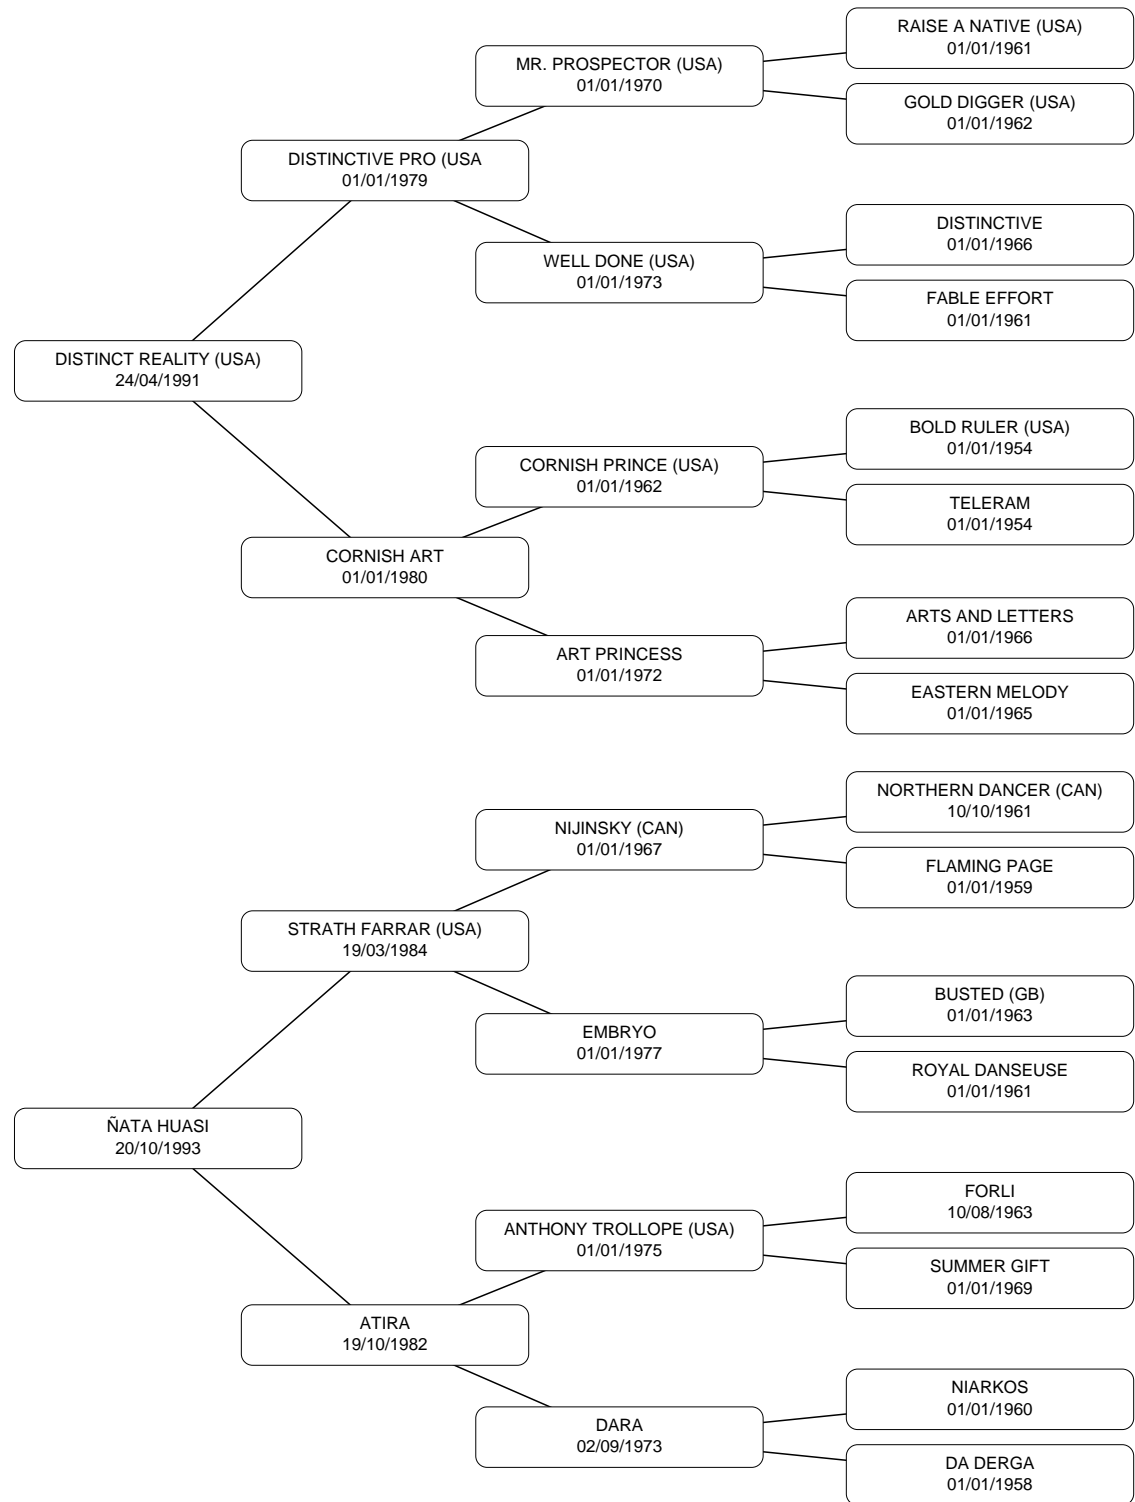 RAISE A NATIVE (USA)
01/01/1961
MR. PROSPECTOR (USA)
01/01/1970
GOLD DIGGER (USA)
01/01/1962
DISTINCTIVE PRO (USA
01/01/1979
DISTINCTIVE
01/01/1966
WELL DONE (USA)
01/01/1973
FABLE EFFORT
01/01/1961
DISTINCT REALITY (USA)
24/04/1991
BOLD RULER (USA)
01/01/1954
CORNISH PRINCE (USA)
01/01/1962
TELERAM
01/01/1954
CORNISH ART
01/01/1980
ARTS AND LETTERS
01/01/1966
ART PRINCESS
01/01/1972
EASTERN MELODY
01/01/1965
NORTHERN DANCER (CAN)
10/10/1961
NIJINSKY (CAN)
01/01/1967
FLAMING PAGE
01/01/1959
STRATH FARRAR (USA)
19/03/1984
BUSTED (GB)
01/01/1963
EMBRYO
01/01/1977
ROYAL DANSEUSE
01/01/1961
ÑATA HUASI
20/10/1993
FORLI
10/08/1963
ANTHONY TROLLOPE (USA)
01/01/1975
SUMMER GIFT
01/01/1969
ATIRA
19/10/1982
NIARKOS
01/01/1960
DARA
02/09/1973
DA DERGA
01/01/1958